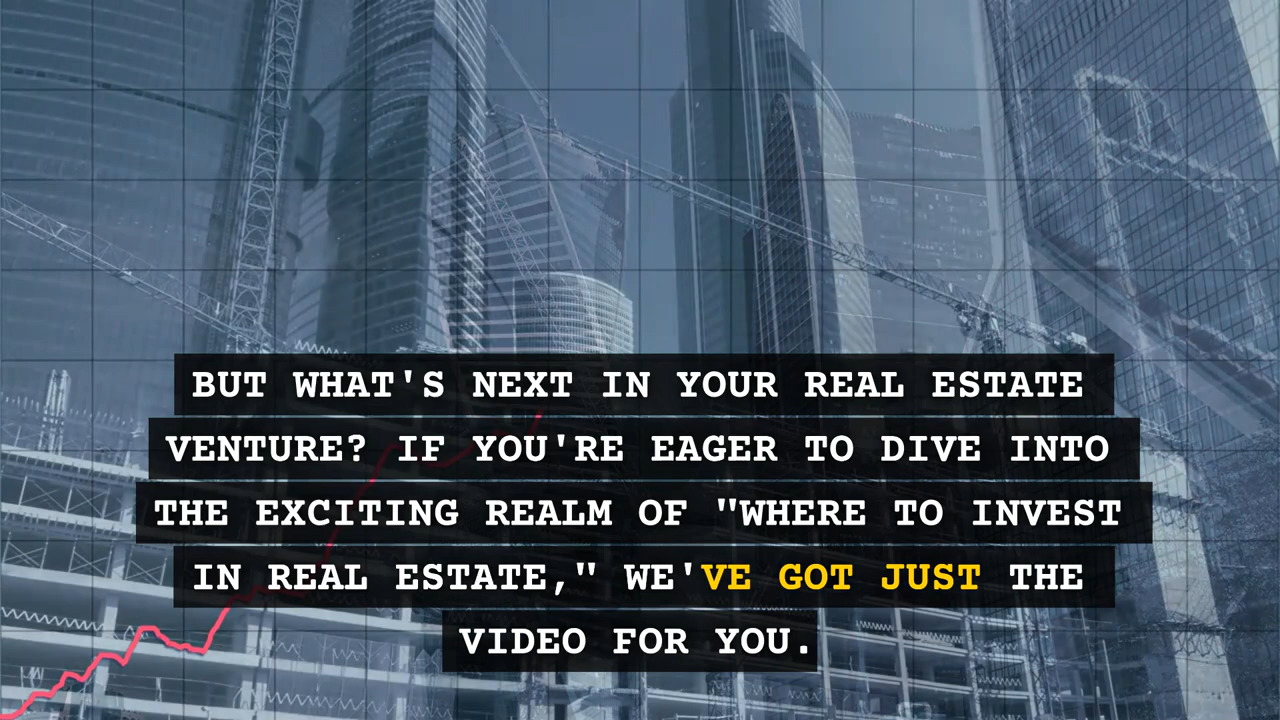 BUT WHAT'S NEXT IN YOUR REAL ESTATE
VENTURE? IF YOU'RE EAGER TO DIVE INTO
THE EXCITING REALM OF "WHERE TO INVEST
IN REAL ESTATE," WE'VE GOT JUST THE
VIDEO FOR YOU.